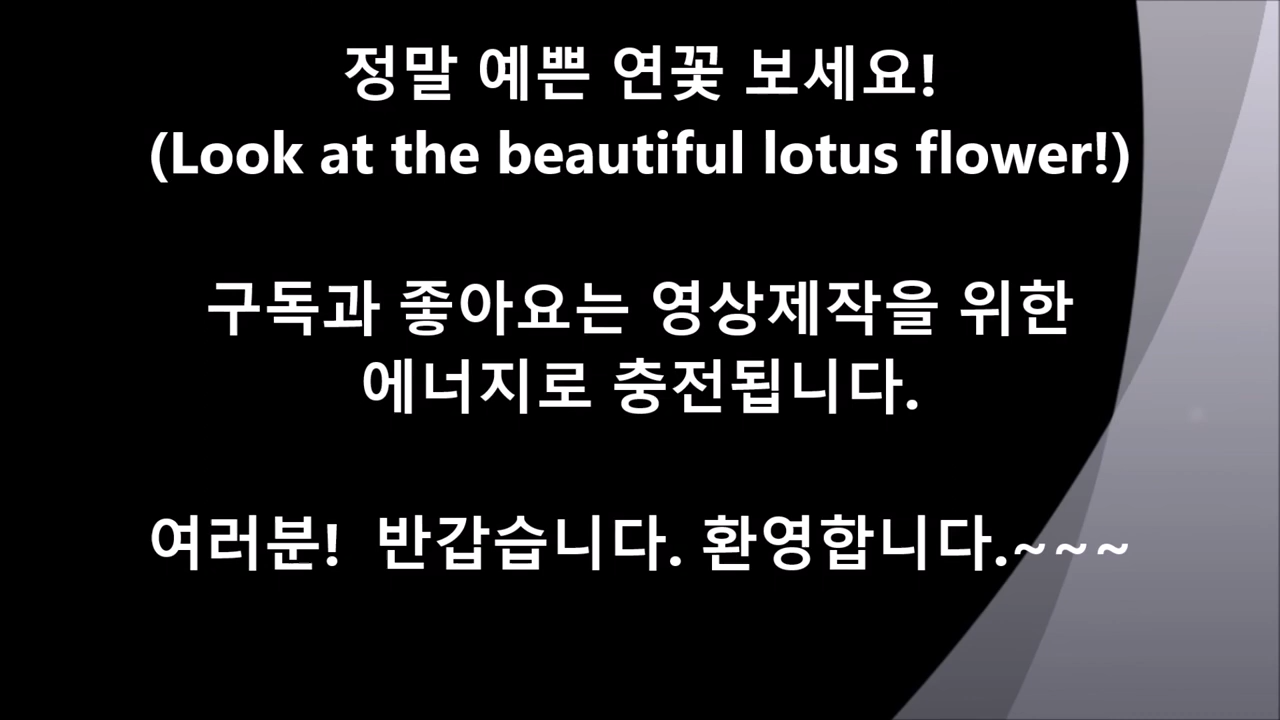 정말 예쁜 연꽃 보세요!
(Look at the beautiful lotus flower!)
구독과 좋아요는 영상제작을 위한
에너지로 충전됩니다.
여러분! 반갑습니다. 환영합니다.~~~